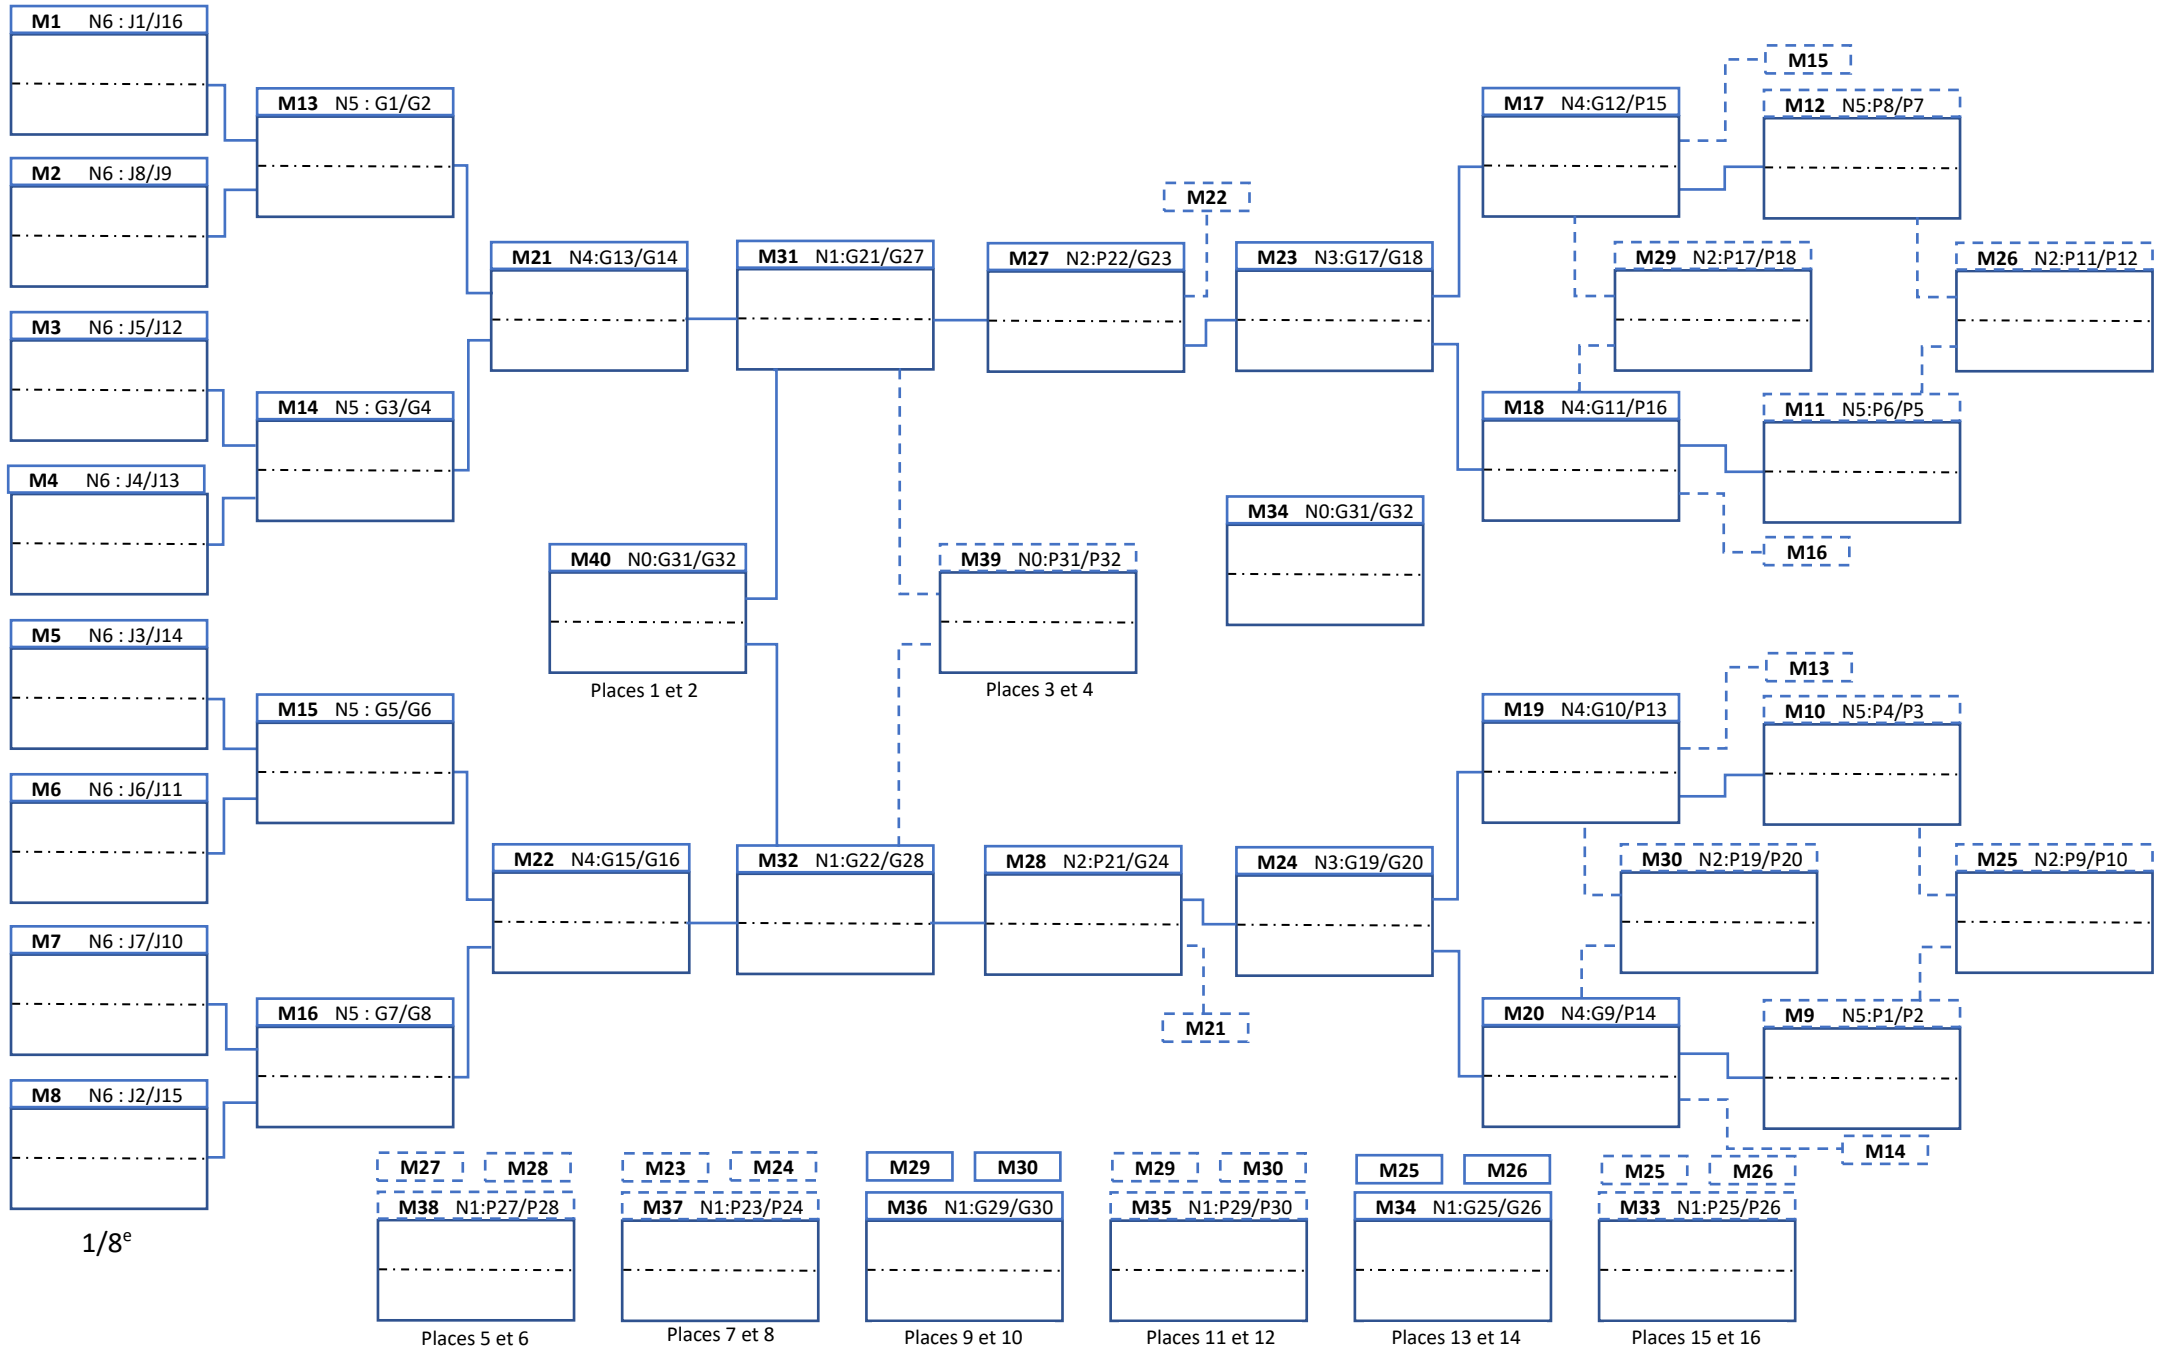 M1 N6 : J1/J16
M2 N6 : J8/J9
M3 N6 : J5/J12
M4 N6 : J4/J13
M5 N6 : J3/J14
M6 N6 : J6/J11
M7 N6 : J7/J10
M8 N6 : J2/J15
1/8e
M13 N5 : G1/G2
M14 N5 : G3/G4
M15 N5 : G5/G6
M16 N5 : G7/G8
M21 N4:G13/G14
M22 N4:G15/G16
M31 N1:G21/G27
M40 N0:G31/G32
Places 1 et 2
M32 N1:G22/G28
M39 N0:P31/P32
Places 3 et 4
M22
M27 N2:P22/G23
M28 N2:P21/G24
M21
M23 N3:G17/G18
M34 N0:G31/G32
M24 N3:G19/G20
M15
M17 N4:G12/P15
M12 N5:P8/P7
M29 N2:P17/P18
M26 N2:P11/P12
M18 N4:G11/P16
M11 N5:P6/P5
M16
M13
M19 N4:G10/P13
M10 N5:P4/P3
M30 N2:P19/P20
M25 N2:P9/P10
M20 N4:G9/P14
M9 N5:P1/P2
M14
M27 M28
M38 N1:P27/P28
Places 5 et 6
M23 M24
M37 N1:P23/P24
Places 7 et 8
M29 M30
M36 N1:G29/G30
Places 9 et 10
M29 M30
M35 N1:P29/P30
Places 11 et 12
M25 M26
M34 N1:G25/G26
Places 13 et 14
M25 M26
M33 N1:P25/P26
Places 15 et 16